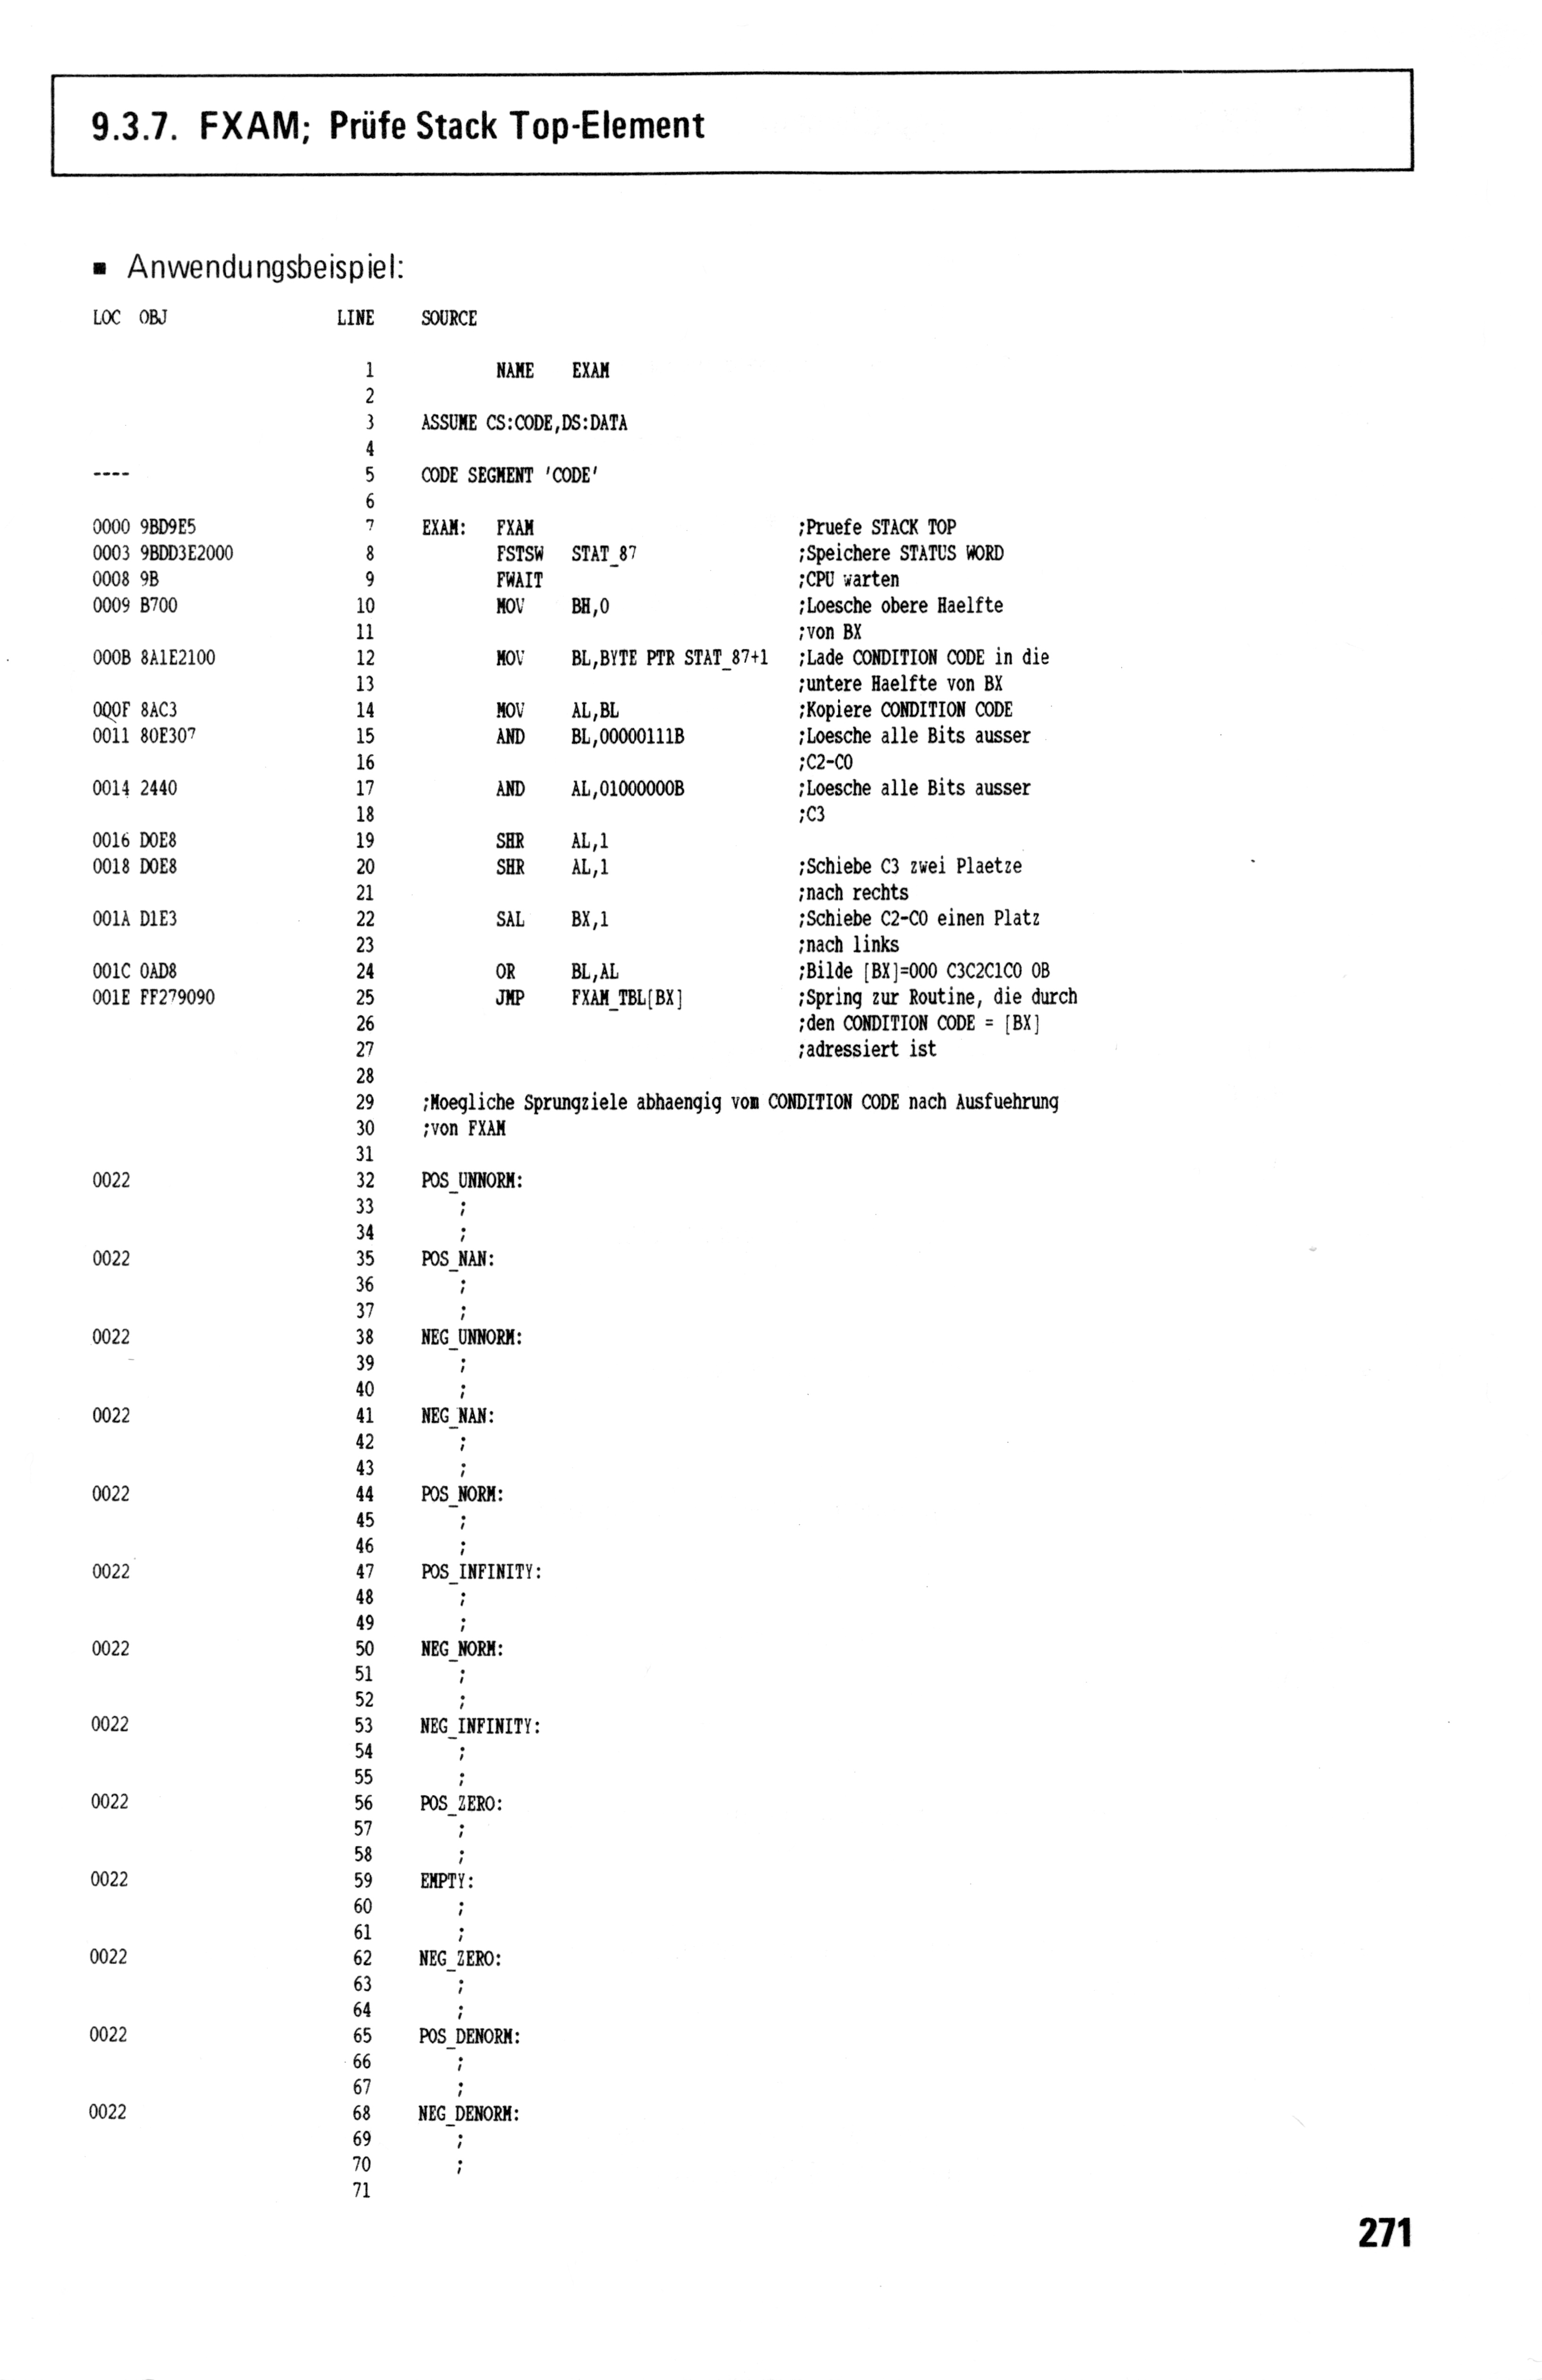 9.3.7. FXAM; Prüfe Stack Top-Element
▪ Anwendungsbeispiel:
LOC OBJ LINE SOURCE
1 NAME EXAM
2
3 ASSUME CS:CODE,DS:DATA
4
---- 5 CODE SEGMENT 'CODE'
6
0000 9BD9E5 7 EXAM: FXAM ;Pruefe STACK TOP
0003 9BDD3E2000 8 FSTSW STAT_87 ;Speichere STATUS WORD
0008 9B 9 FWAIT ;CPU warten
0009 B700 10 MOV BH,0 ;Loesche obere Haelfte
11 ;von BX
000B 8A1E2100 12 MOV BL,BYTE PTR STAT_87+1 ;Lade CONDITION CODE in die
13 ;untere Haelfte von BX
000F 8AC3 14 MOV AL,BL ;Kopiere CONDITION CODE
0011 80E307 15 AND BL,00000111B ;Loesche alle Bits ausser
16 ;C2-C0
0014 2440 17 AND AL,01000000B ;Loesche alle Bits ausser
18 ;C3
0016 D0E8 19 SHR AL,1
0018 D0E8 20 SHR AL,1 ;Schiebe C3 zwei Plaetze
21 ;nach rechts
001A D1E3 22 SAL BX,1 ;Schiebe C2-C0 einen Platz
23 ;nach links
001C 0AD8 24 OR BL,AL ;Bilde [BX]=000 C3C2C1C0 0B
001E FF279090 25 JMP FXAM_TBL[BX] ;Spring zur Routine, die durch
26 ;den CONDITION CODE = [BX]
27 ;adressiert ist
28
29 ;Moegliche Sprungziele abhaengig vom CONDITION CODE nach Ausfuehrung
30 ;von FXAM
31
0022 32 POS_UNNORM:
33 ;
34 ;
0022 35 POS_NAN:
36 ;
37 ;
0022 38 NEG_UNNORM:
39 ;
40 ;
0022 41 NEG_NAN:
42 ;
43 ;
0022 44 POS_NORM:
45 ;
46 ;
0022 47 POS_INFINITY:
48 ;
49 ;
0022 50 NEG_NORM:
51 ;
52 ;
0022 53 NEG_INFINITY:
54 ;
55 ;
0022 56 POS_ZERO:
57 ;
58 ;
0022 59 EMPTY:
60 ;
61 ;
0022 62 NEG_ZERO:
63 ;
64 ;
0022 65 POS_DENORM:
66 ;
67 ;
0022 68 NEG_DENORM:
69 ;
70 ;
71
271